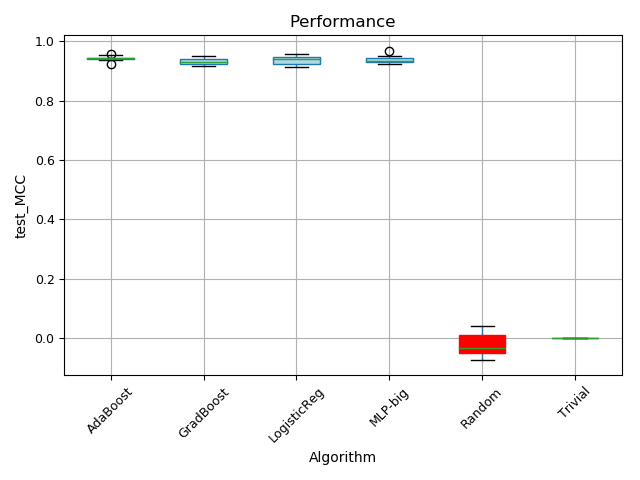 Performance
1.0
0.8
0.6
0.4
0.2
0.0
test_MCC
AdaBoost
GradBoost
LogisticReg
MLP-big
Random
Trivial
Algorithm